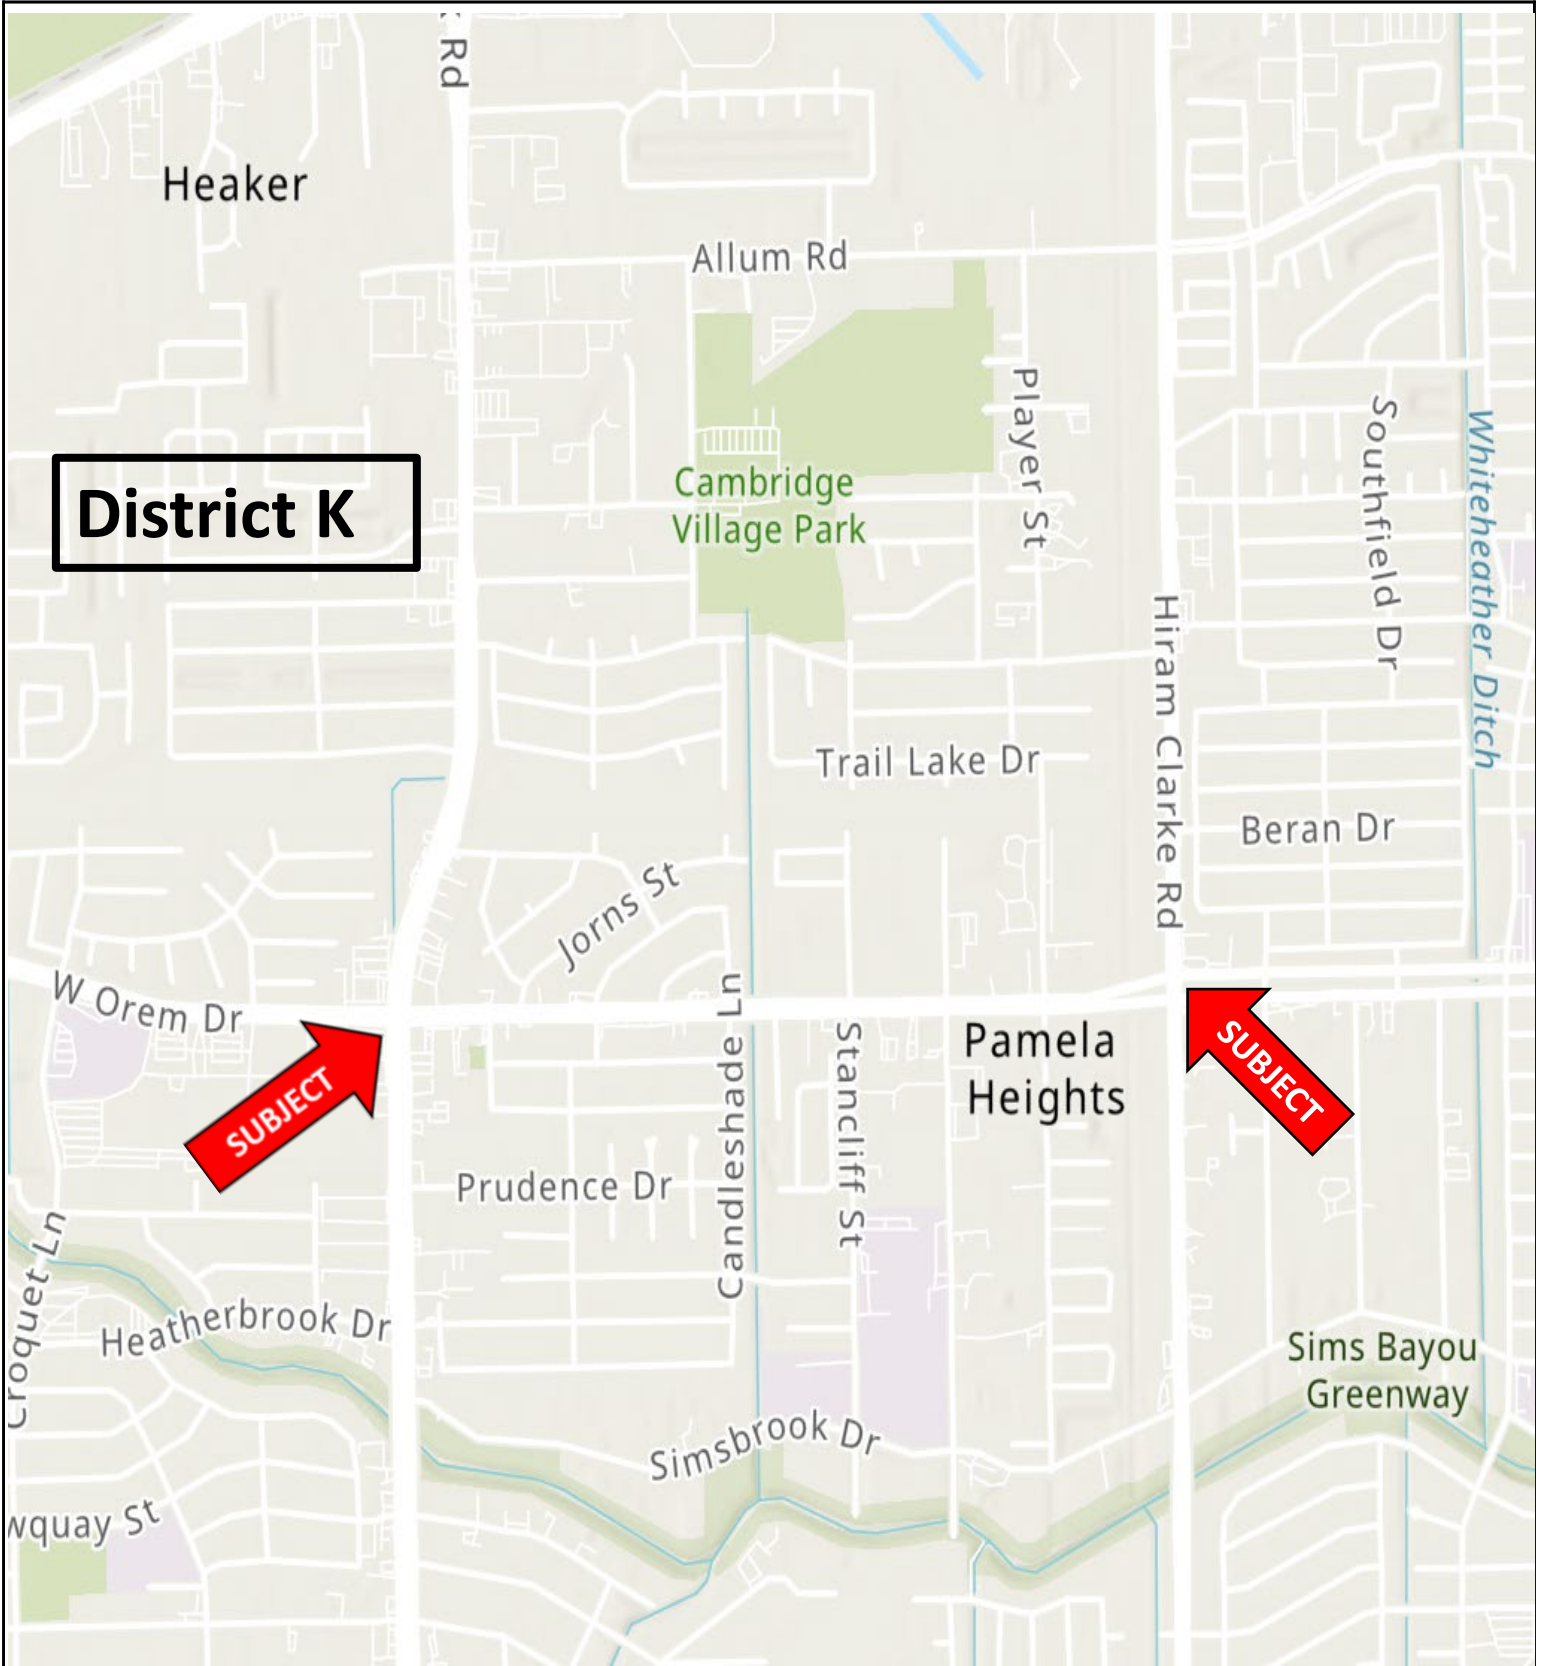 Rd
Heaker
Allum Rd
Player St
Southfield Dr
Whiteheather Ditch
District K
Cambridge
Village Park
Hiram Clarke Rd
Trail Lake Dr
Beran Dr
Jorns St
W Orem Dr
Candleshade Ln
Stancliff St
Pamela
Heights
SUBJECT
SUBJECT
Prudence Dr
Croquet Ln
Heatherbrook Dr
Sims Bayou
Greenway
Simsbrook Dr
wquay St